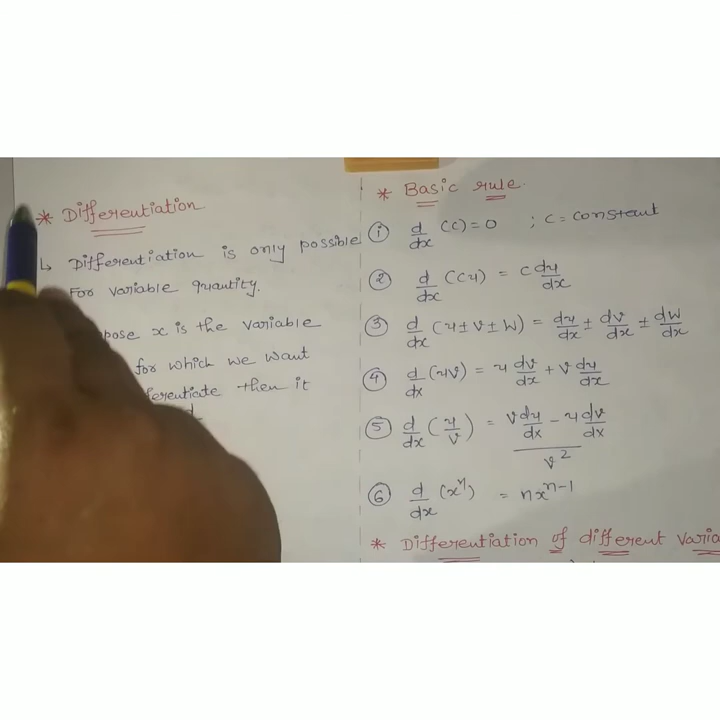 * Differentiation
↳ Differentiation is only possible
For variable quantity.
x is the variable
for which we want
then it
d
* Basic rule.
① d/dx (c) = 0 ; c = constant
② d/dx (cu) = c du/dx
③ d/dx (u ± v ± w) = du/dx ± dv/dx ± dw/dx
④ d/dx (uv) = u dv/dx + v du/dx
⑤ d/dx (u/v) = (v du/dx - u dv/dx) / v²
⑥ d/dx (xⁿ) = nxⁿ⁻¹
* Differentiation of different